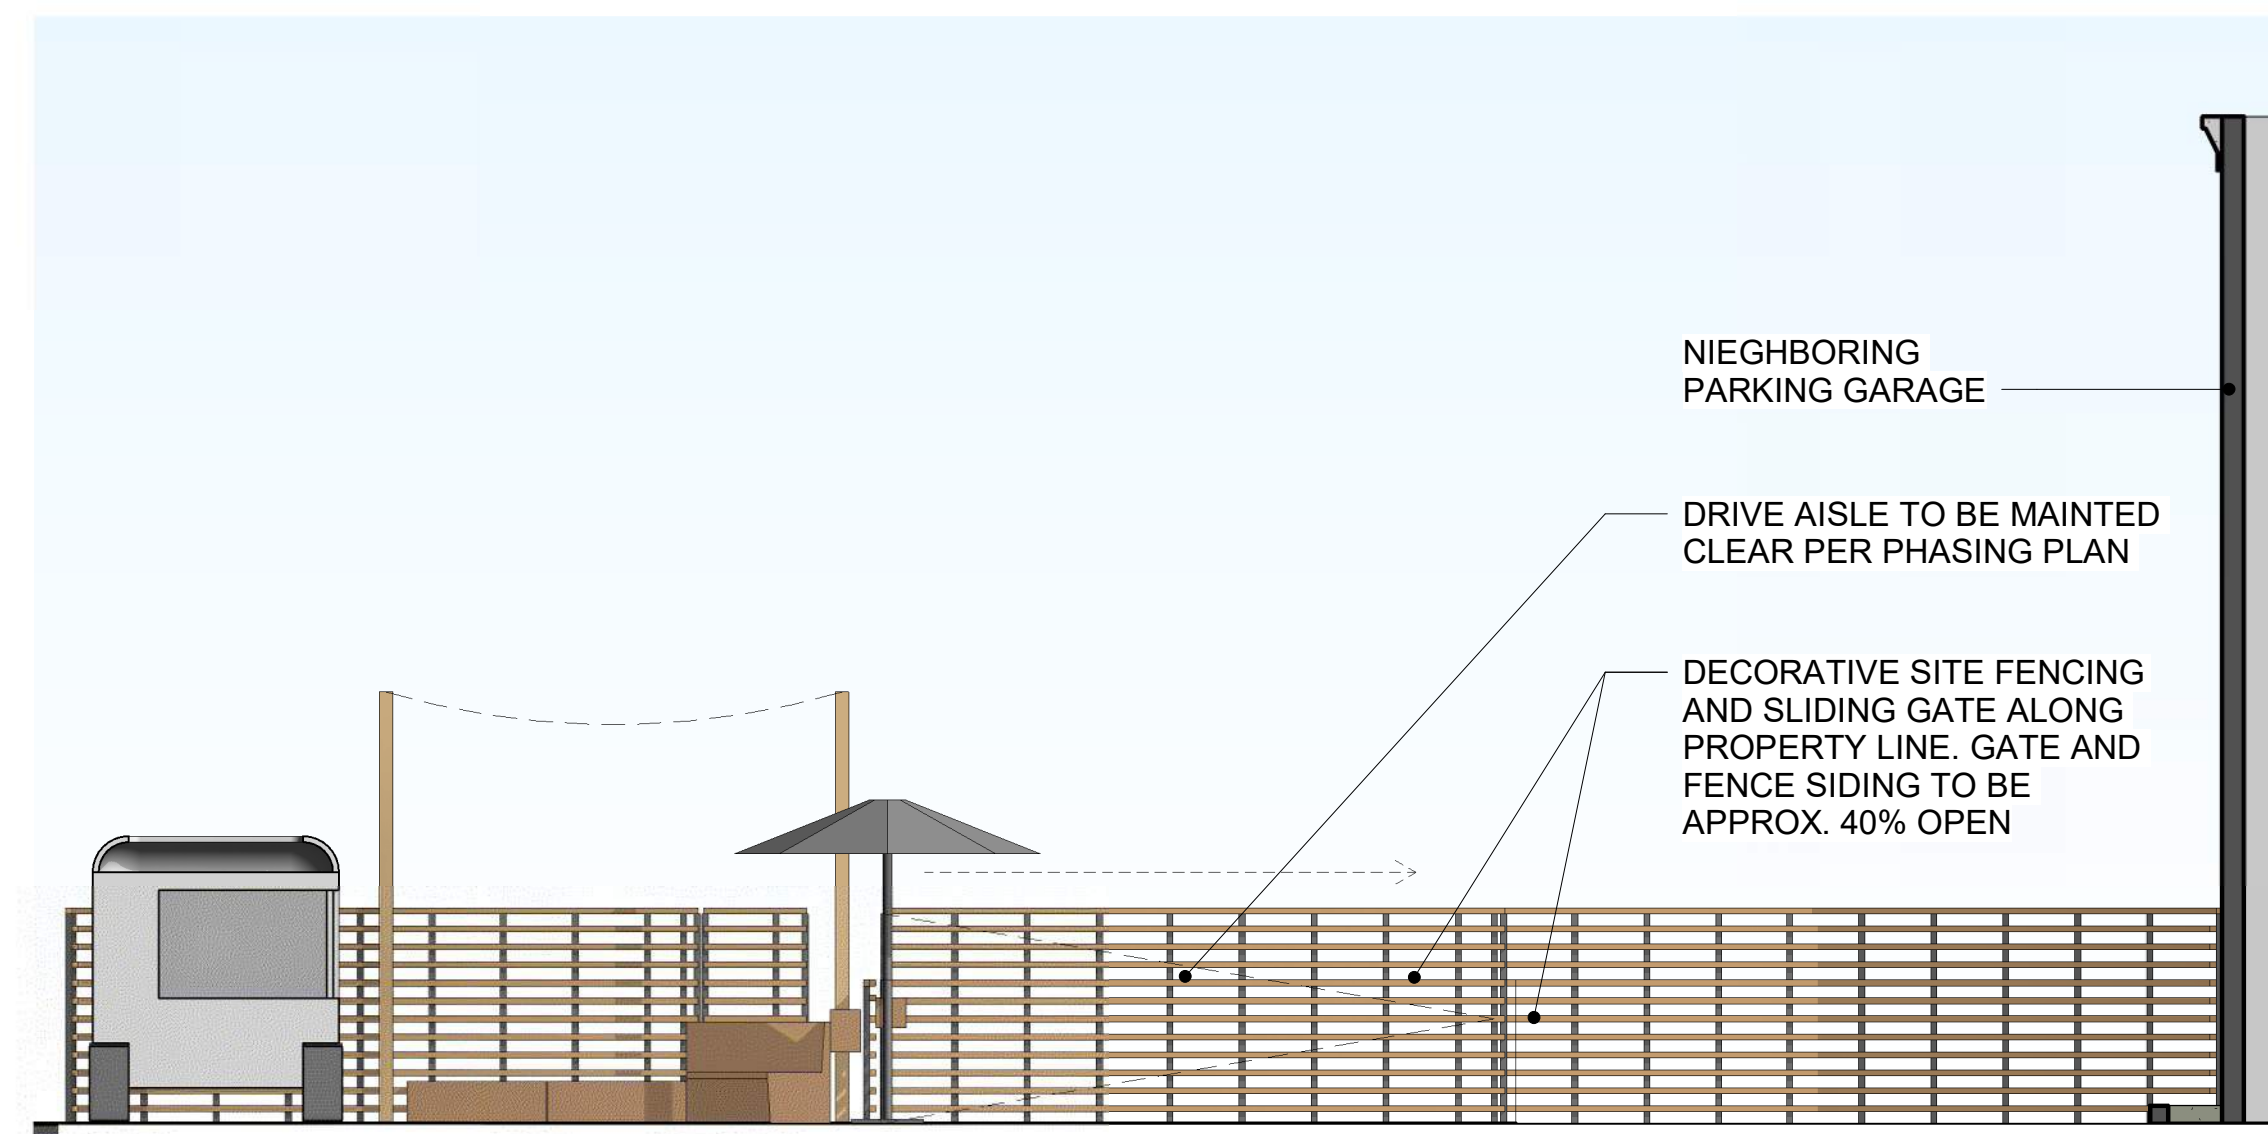 NIEGHBORING
PARKING GARAGE
DRIVE AISLE TO BE MAINTED
CLEAR PER PHASING PLAN
DECORATIVE SITE FENCING
AND SLIDING GATE ALONG
PROPERTY LINE. GATE AND
FENCE SIDING TO BE
APPROX. 40% OPEN